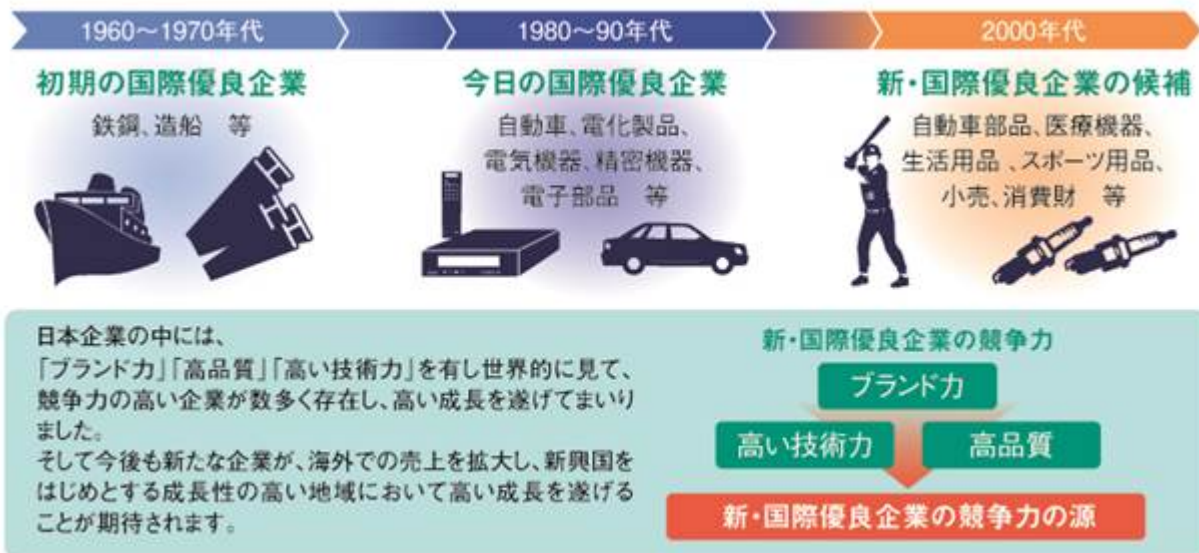 1960～1970年代
1980～90年代
2000年代
初期の国際優良企業
鉄鋼、造船　等
今日の国際優良企業
自動車、電化製品、
電気機器、精密機器、
電子部品　等
新・国際優良企業の候補
自動車部品、医療機器、
生活用品、スポーツ用品、
小売、消費財　等
日本企業の中には、
「ブランド力」「高品質」「高い技術力」を有し世界的に見て、
競争力の高い企業が数多く存在し、高い成長を遂げてまいり
ました。
そして今後も新たな企業が、海外での売上を拡大し、新興国を
はじめとする成長性の高い地域において高い成長を遂げる
ことが期待されます。
新・国際優良企業の競争力
ブランド力
高い技術力
高品質
新・国際優良企業の競争力の源